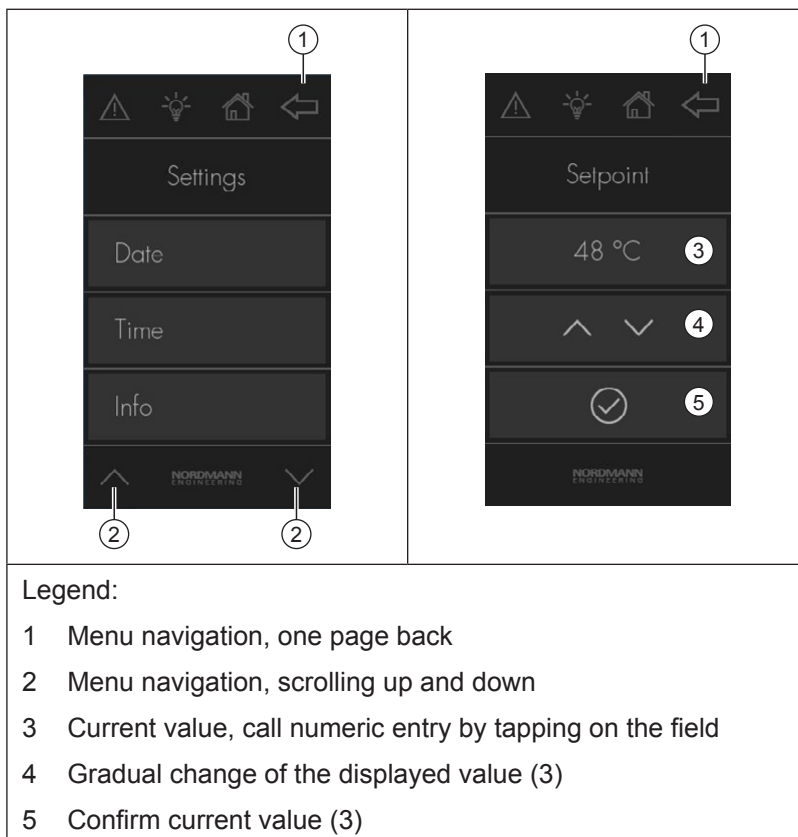 1
1
Settings
Date
Time
Info
NORDMANN
ENGINEERING
2
2
Setpoint
48 °C
3
4
5
NORDMANN
ENGINEERING
Legend:
1 Menu navigation, one page back
2 Menu navigation, scrolling up and down
3 Current value, call numeric entry by tapping on the field
4 Gradual change of the displayed value (3)
5 Confirm current value (3)